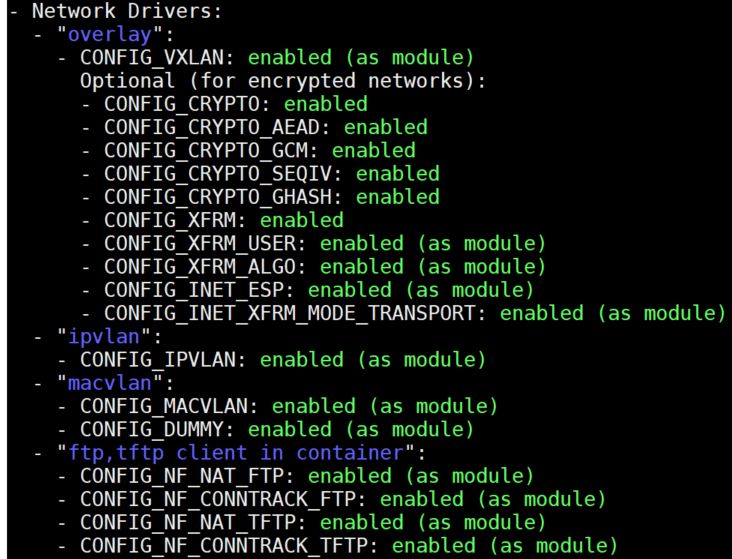 - Network Drivers:
  - "overlay":
    - CONFIG_VXLAN: enabled (as module)
      Optional (for encrypted networks):
      - CONFIG_CRYPTO: enabled
      - CONFIG_CRYPTO_AEAD: enabled
      - CONFIG_CRYPTO_GCM: enabled
      - CONFIG_CRYPTO_SEQIV: enabled
      - CONFIG_CRYPTO_GHASH: enabled
      - CONFIG_XFRM: enabled
      - CONFIG_XFRM_USER: enabled (as module)
      - CONFIG_XFRM_ALGO: enabled (as module)
      - CONFIG_INET_ESP: enabled (as module)
      - CONFIG_INET_XFRM_MODE_TRANSPORT: enabled (as module)
  - "ipvlan":
    - CONFIG_IPVLAN: enabled (as module)
  - "macvlan":
    - CONFIG_MACVLAN: enabled (as module)
    - CONFIG_DUMMY: enabled (as module)
  - "ftp,tftp client in container":
    - CONFIG_NF_NAT_FTP: enabled (as module)
    - CONFIG_NF_CONNTRACK_FTP: enabled (as module)
    - CONFIG_NF_NAT_TFTP: enabled (as module)
    - CONFIG_NF_CONNTRACK_TFTP: enabled (as module)